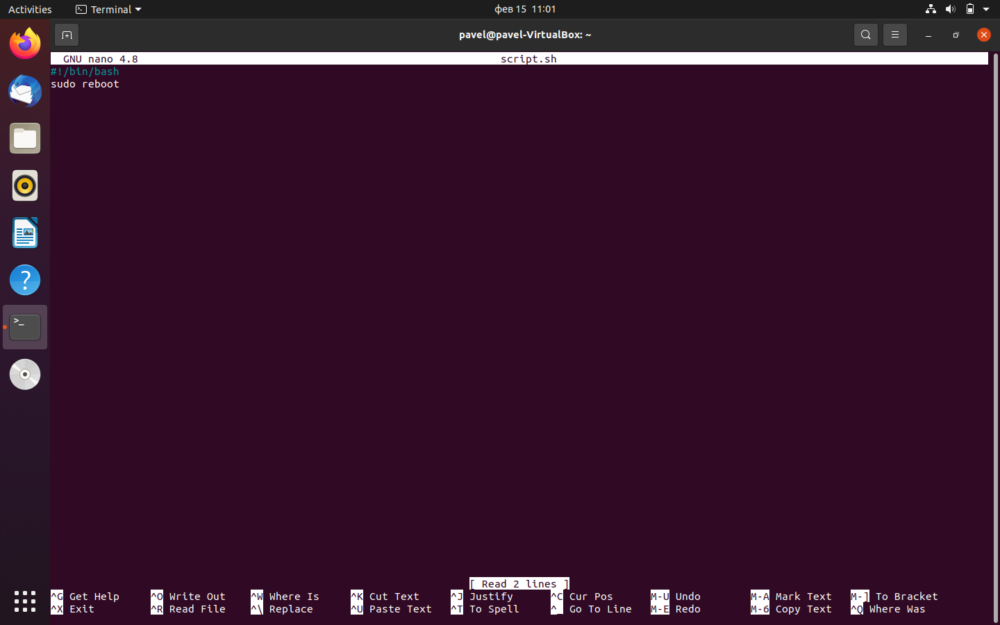 Activities Terminal фев 15 11:01
pavel@pavel-VirtualBox: ~
GNU nano 4.8 script.sh
#!/bin/bash
sudo reboot
[ Read 2 lines ]
^G Get Help ^O Write Out ^W Where Is ^K Cut Text ^J Justify ^C Cur Pos M-U Undo M-A Mark Text M-] To Bracket
^X Exit ^R Read File ^\ Replace ^U Paste Text ^T To Spell ^_ Go To Line M-E Redo M-6 Copy Text ^Q Where Was